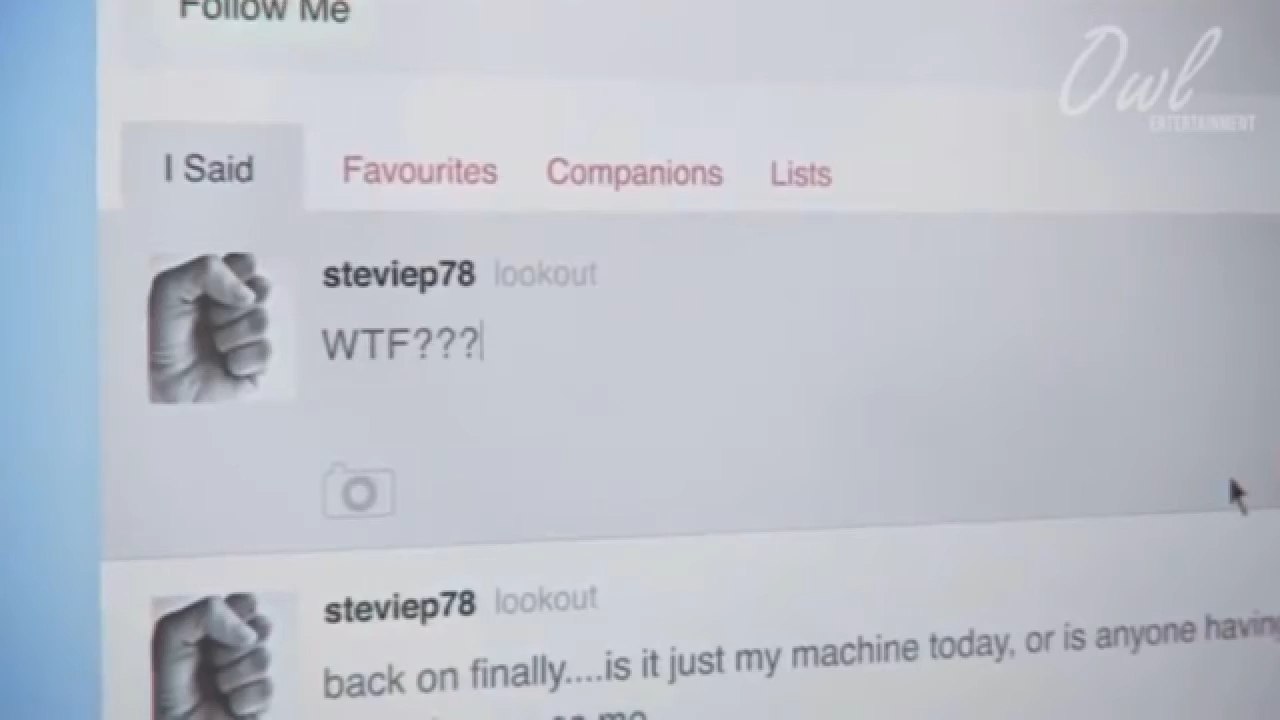 Follow Me
Owl
ENTERTAINMENT
I Said Favourites Companions Lists
steviep78 lookout
WTF???
steviep78 lookout
back on finally....is it just my machine today, or is anyone having
me